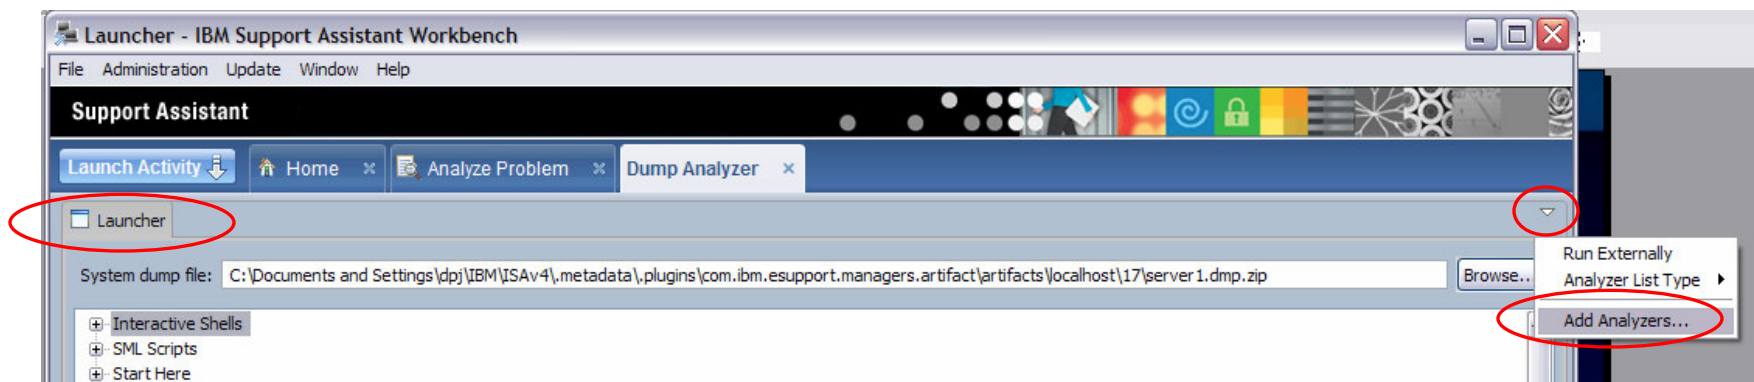 Launcher - IBM Support Assistant Workbench
File Administration Update Window Help
Support Assistant
Launch Activity Home Analyze Problem Dump Analyzer
Launcher
Run Externally
System dump file: C:\Documents and Settings\dpj\IBM\ISAv4\.metadata\.plugins\com.ibm.esupport.managers.artifact\artifacts\localhost\17\server1.dmp.zip Browse...
Analyzer List Type
Interactive Shells
Add Analyzers...
SML Scripts
Start Here